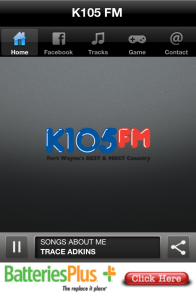 K105 FM
Home Facebook Tracks Game Contact
K105FM
Fort Wayne's BEST & MOST Country
SONGS ABOUT ME
TRACE ADKINS
BatteriesPlus+
The replace it place
Click Here